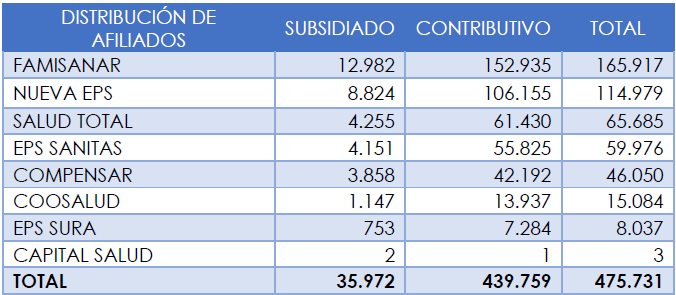 DISTRIBUCIÓN DE AFILIADOS SUBSIDIADO CONTRIBUTIVO TOTAL
FAMISANAR 12.982 152.935 165.917
NUEVA EPS 8.824 106.155 114.979
SALUD TOTAL 4.255 61.430 65.685
EPS SANITAS 4.151 55.825 59.976
COMPENSAR 3.858 42.192 46.050
COOSALUD 1.147 13.937 15.084
EPS SURA 753 7.284 8.037
CAPITAL SALUD 2 1 3
TOTAL 35.972 439.759 475.731